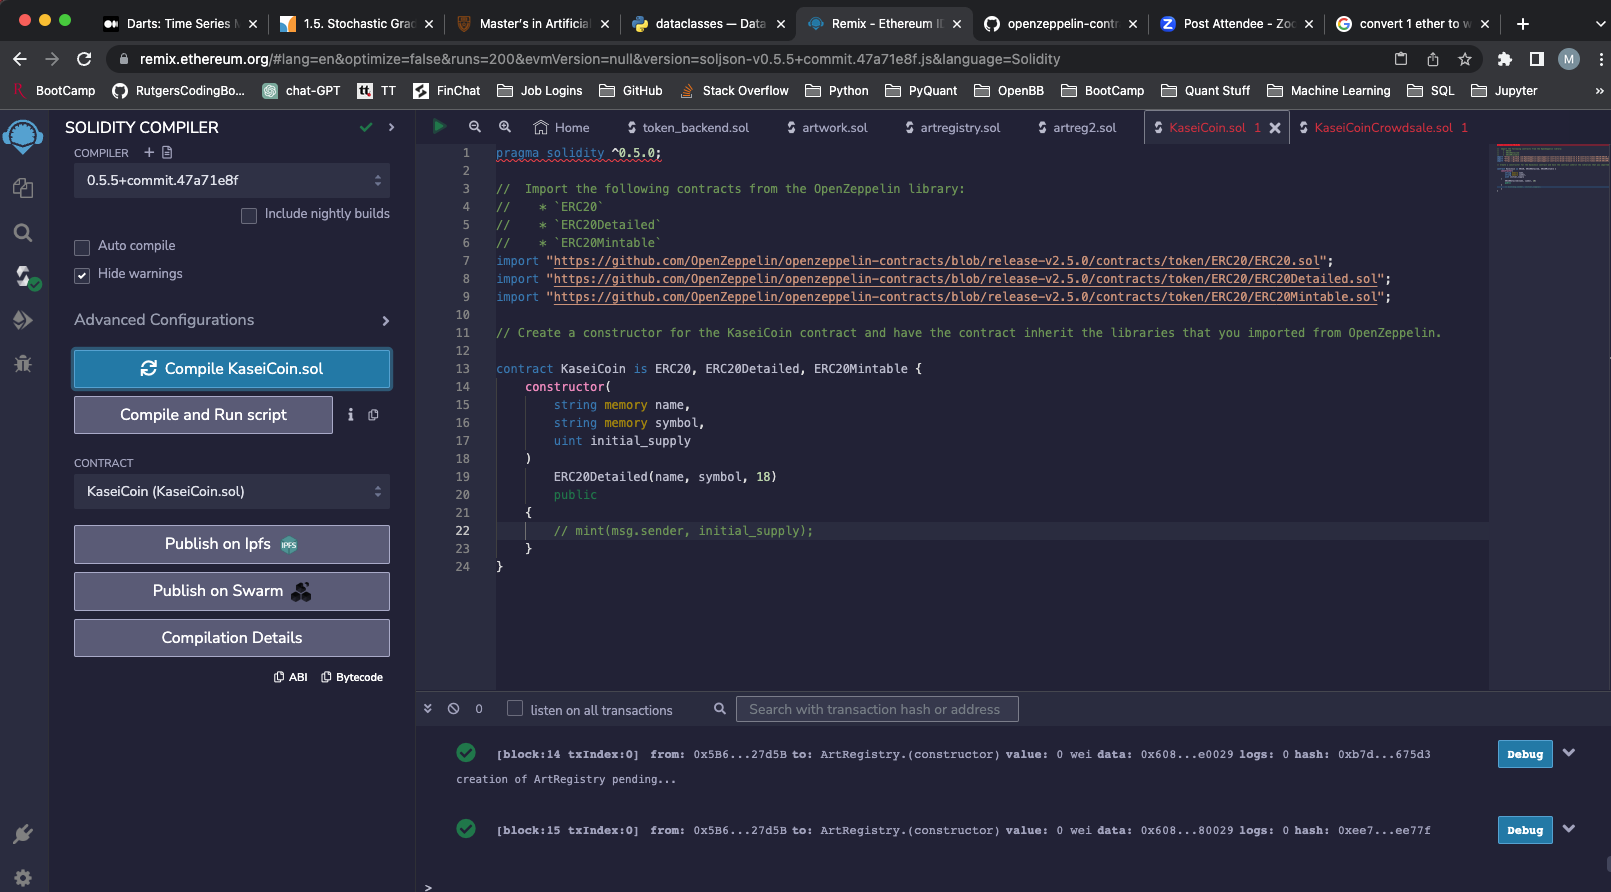 Darts: Time Series M
1.5. Stochastic Grad
Master's in Artificial
dataclasses — Data
Remix - Ethereum ID
openzeppelin-contr
Post Attendee - Zoo
convert 1 ether to w
remix.ethereum.org/#lang=en&optimize=false&runs=200&evmVersion=null&version=soljson-v0.5.5+commit.47a71e8f.js&language=Solidity
M
BootCamp
RutgersCodingBo...
chat-GPT
tt TT
FinChat
Job Logins
GitHub
Stack Overflow
Python
PyQuant
OpenBB
BootCamp
Quant Stuff
Machine Learning
SQL
Jupyter
»
SOLIDITY COMPILER
COMPILER
0.5.5+commit.47a71e8f
Include nightly builds
Auto compile
Hide warnings
Advanced Configurations
Compile KaseiCoin.sol
Compile and Run script
CONTRACT
KaseiCoin (KaseiCoin.sol)
Publish on Ipfs IPFS
Publish on Swarm
Compilation Details
ABI
Bytecode
Home
token_backend.sol
artwork.sol
artregistry.sol
artreg2.sol
KaseiCoin.sol 1
KaseiCoinCrowdsale.sol 1
1 pragma solidity ^0.5.0;
2
3 //  Import the following contracts from the OpenZeppelin library:
4 //    * `ERC20`
5 //    * `ERC20Detailed`
6 //    * `ERC20Mintable`
7 import "https://github.com/OpenZeppelin/openzeppelin-contracts/blob/release-v2.5.0/contracts/token/ERC20/ERC20.sol";
8 import "https://github.com/OpenZeppelin/openzeppelin-contracts/blob/release-v2.5.0/contracts/token/ERC20/ERC20Detailed.sol";
9 import "https://github.com/OpenZeppelin/openzeppelin-contracts/blob/release-v2.5.0/contracts/token/ERC20/ERC20Mintable.sol";
10
11 // Create a constructor for the KaseiCoin contract and have the contract inherit the libraries that you imported from OpenZeppelin.
12
13 contract KaseiCoin is ERC20, ERC20Detailed, ERC20Mintable {
14     constructor(
15         string memory name,
16         string memory symbol,
17         uint initial_supply
18     )
19         ERC20Detailed(name, symbol, 18)
20         public
21     {
22         // mint(msg.sender, initial_supply);
23     }
24 }
0
listen on all transactions
Search with transaction hash or address
[block:14 txIndex:0] from: 0x5B6...27d5B to: ArtRegistry.(constructor) value: 0 wei data: 0x608...e0029 logs: 0 hash: 0xb7d...675d3
Debug
creation of ArtRegistry pending...
[block:15 txIndex:0] from: 0x5B6...27d5B to: ArtRegistry.(constructor) value: 0 wei data: 0x608...80029 logs: 0 hash: 0xee7...ee77f
Debug
>